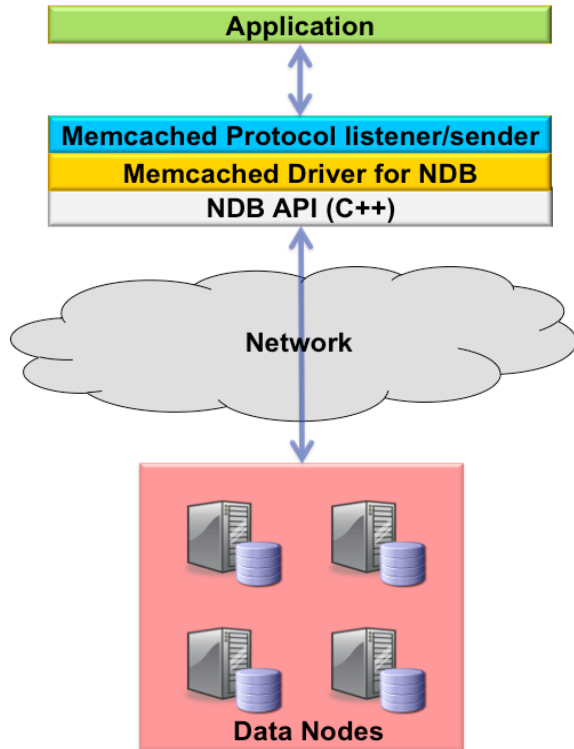 Application
Memcached Protocol listener/sender
Memcached Driver for NDB
NDB API (C++)
Network
Data Nodes